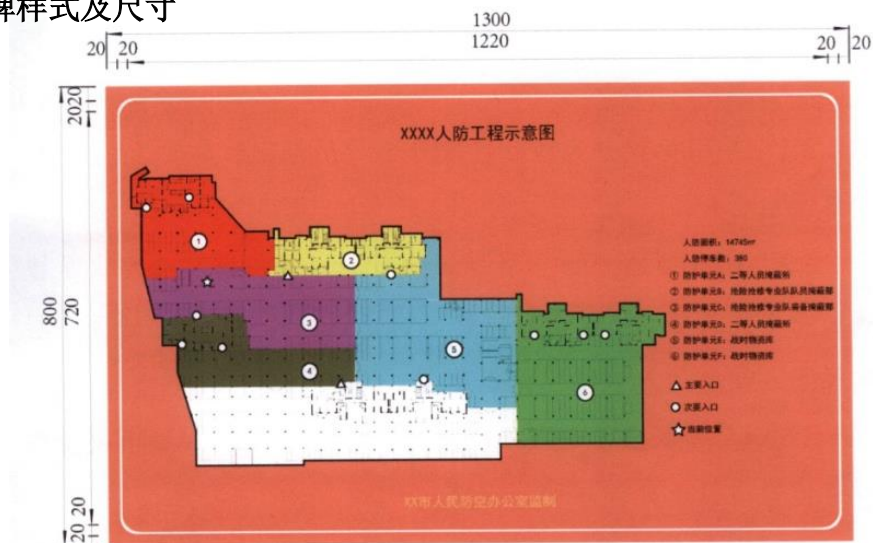 牌样式及尺寸
1300
1220
20 20
20 20
XXXX人防工程示意图
2020
800
720
20 20
人防面积：14745㎡
人防停车数：380
① 防护单元A：二等人员掩蔽所
② 防护单元B：抢险抢修专业队队员掩蔽部
③ 防护单元C：抢险抢修专业队装备掩蔽部
④ 防护单元D：二等人员掩蔽所
⑤ 防护单元E：战时物资库
⑥ 防护单元F：战时物资库
△ 主要入口
○ 次要入口
☆ 当前位置
1
2
3
4
5
6
XX市人民防空办公室监制